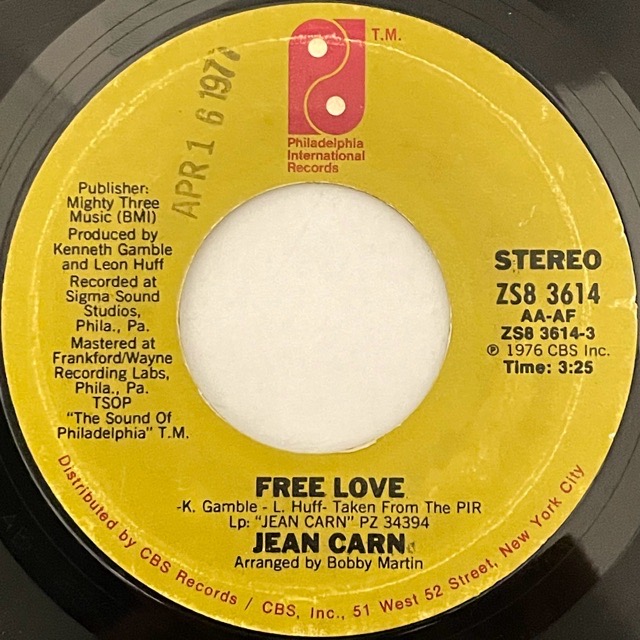 T.M.
Philadelphia
International
Records
APR 16 1977
Publisher:
Mighty Three
Music (BMI)
Produced by
Kenneth Gamble
and Leon Huff
Recorded at
Sigma Sound
Studios,
Phila., Pa.
Mastered at
Frankford/Wayne
Recording Labs,
Phila., Pa.
TSOP
"The Sound Of
Philadelphia" T.M.
STEREO
ZS8 3614
AA-AF
ZS8 3614-3
℗ 1976 CBS Inc.
Time: 3:25
FREE LOVE
-K. Gamble - L. Huff- Taken From The PIR
Lp: "JEAN CARN" PZ 34394
JEAN CARN
Arranged by Bobby Martin
Distributed by CBS Records / CBS, Inc., 51 West 52 Street, New York City